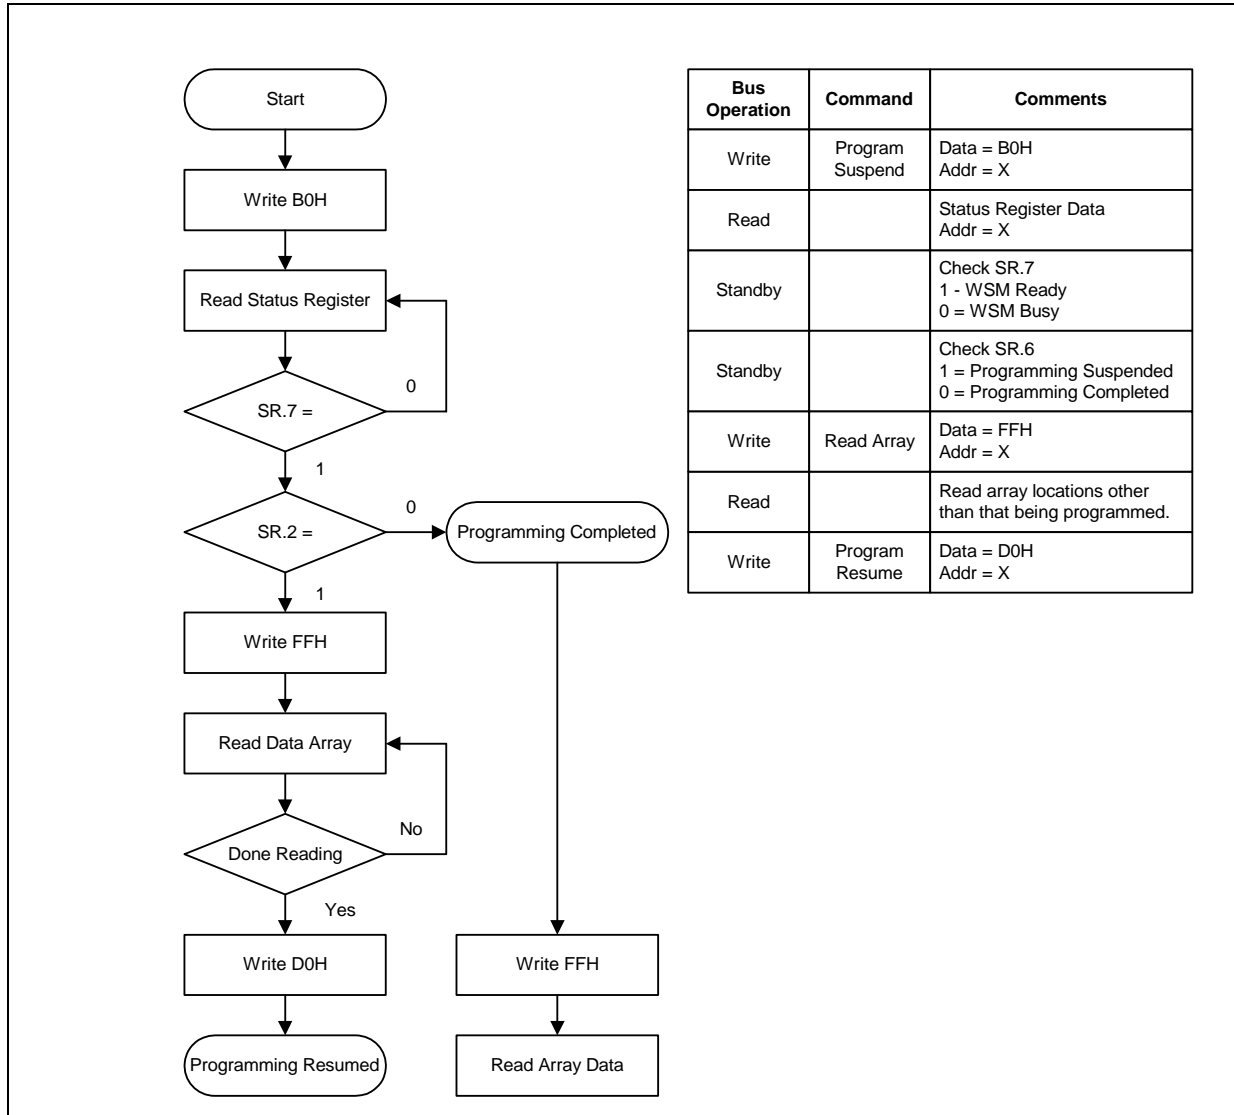 Start
Write B0H
Read Status Register
0
SR.7 =
1
0
SR.2 =
Programming Completed
1
Write FFH
Read Data Array
No
Done Reading
Yes
Write D0H
Write FFH
Programming Resumed
Read Array Data
Bus
Operation
Command
Comments
Write
Program
Suspend
Data = B0H
Addr = X
Read
Status Register Data
Addr = X
Standby
Check SR.7
1 - WSM Ready
0 = WSM Busy
Standby
Check SR.6
1 = Programming Suspended
0 = Programming Completed
Write
Read Array
Data = FFH
Addr = X
Read
Read array locations other
than that being programmed.
Write
Program
Resume
Data = D0H
Addr = X